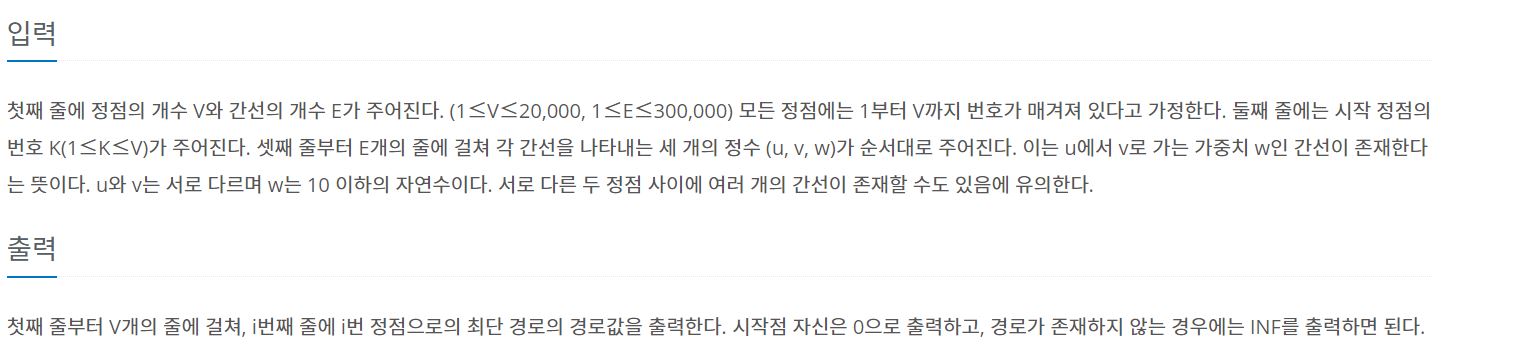 입력
첫째 줄에 정점의 개수 V와 간선의 개수 E가 주어진다. (1≤V≤20,000, 1≤E≤300,000) 모든 정점에는 1부터 V까지 번호가 매겨져 있다고 가정한다. 둘째 줄에는 시작 정점의
번호 K(1≤K≤V)가 주어진다. 셋째 줄부터 E개의 줄에 걸쳐 각 간선을 나타내는 세 개의 정수 (u, v, w)가 순서대로 주어진다. 이는 u에서 v로 가는 가중치 w인 간선이 존재한다
는 뜻이다. u와 v는 서로 다르며 w는 10 이하의 자연수이다. 서로 다른 두 정점 사이에 여러 개의 간선이 존재할 수도 있음에 유의한다.
출력
첫째 줄부터 V개의 줄에 걸쳐, i번째 줄에 i번 정점으로의 최단 경로의 경로값을 출력한다. 시작점 자신은 0으로 출력하고, 경로가 존재하지 않는 경우에는 INF를 출력하면 된다.